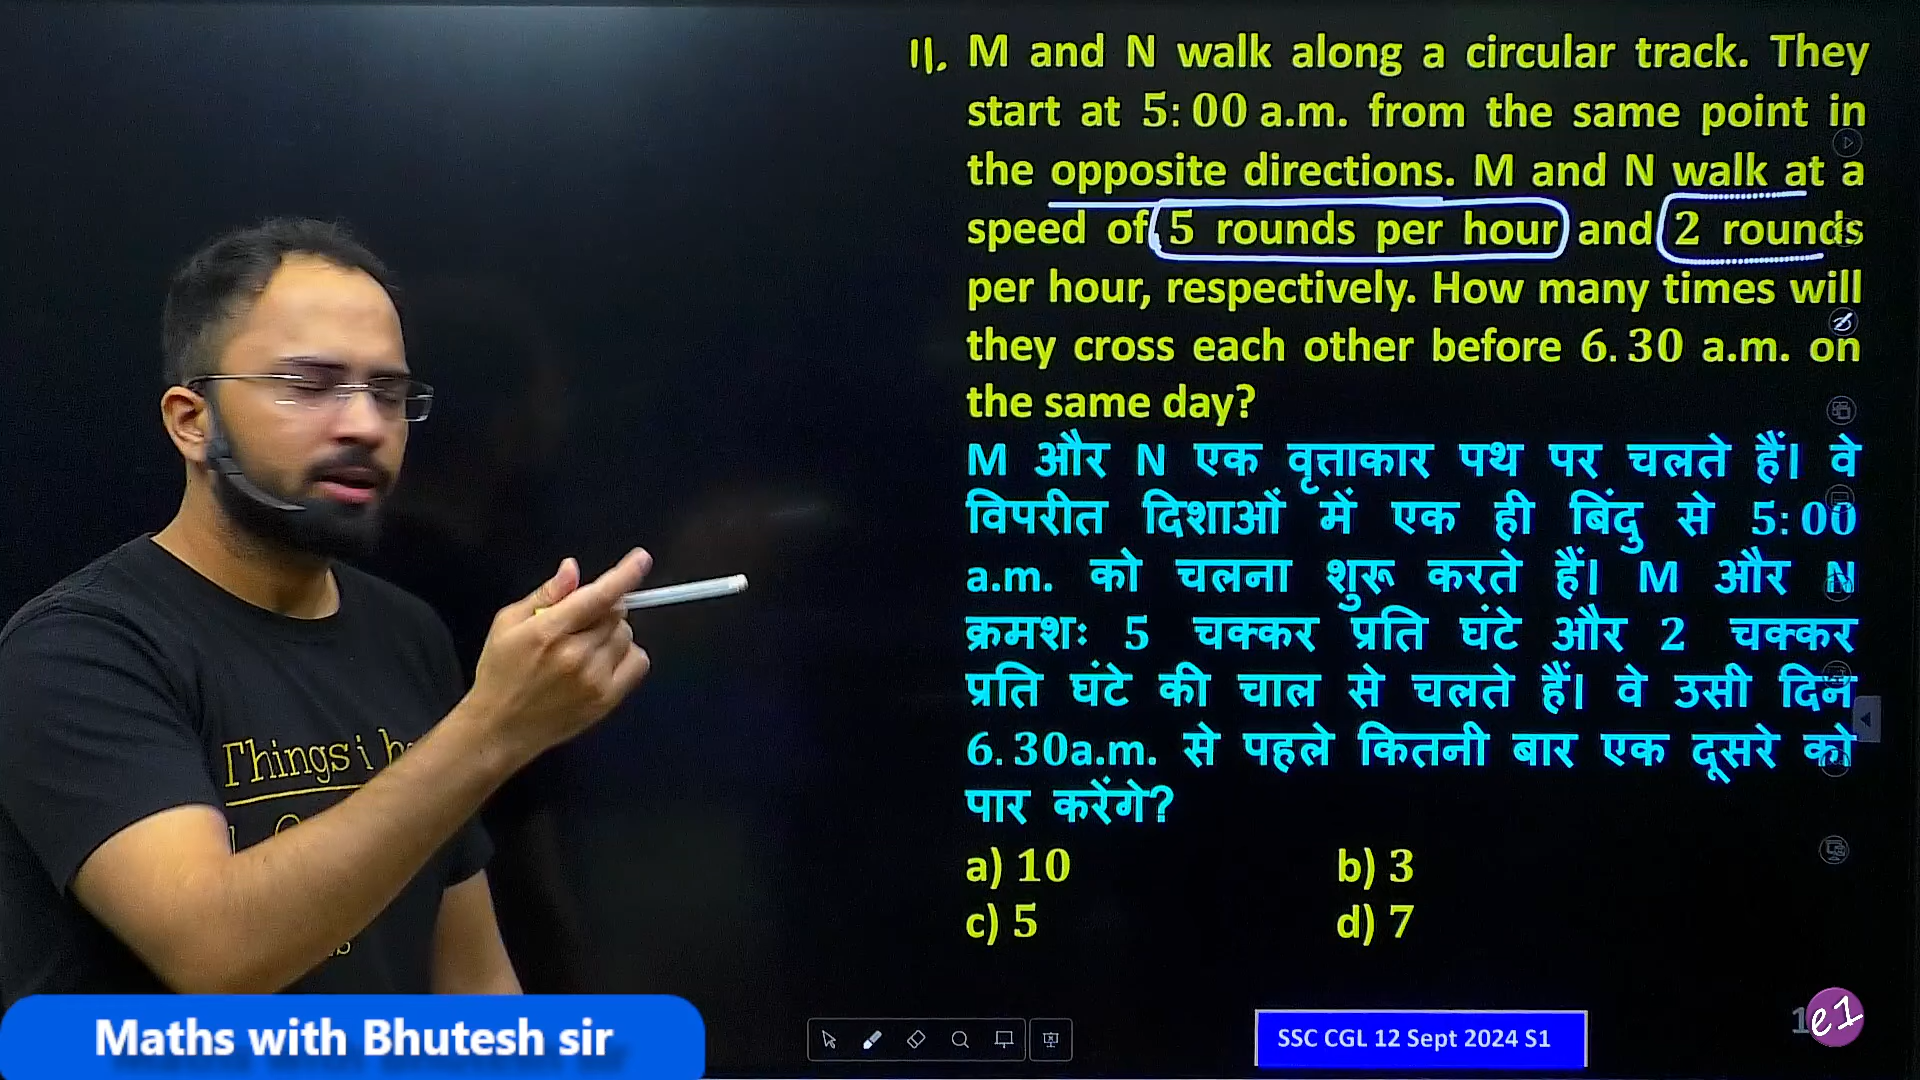 11. M and N walk along a circular track. They
start at 5:00 a.m. from the same point in
the opposite directions. M and N walk at a
speed of 5 rounds per hour and 2 rounds
per hour, respectively. How many times will
they cross each other before 6.30 a.m. on
the same day?
M और N एक वृत्ताकार पथ पर चलते हैं। वे
विपरीत दिशाओं में एक ही बिंदु से 5:00
a.m. को चलना शुरू करते हैं। M और N
क्रमशः 5 चक्कर प्रति घंटे और 2 चक्कर
प्रति घंटे की चाल से चलते हैं। वे उसी दिन
6.30a.m. से पहले कितनी बार एक दूसरे को
पार करेंगे?
a) 10 b) 3
c) 5 d) 7
Things i
Maths with Bhutesh sir
SSC CGL 12 Sept 2024 S1
e1